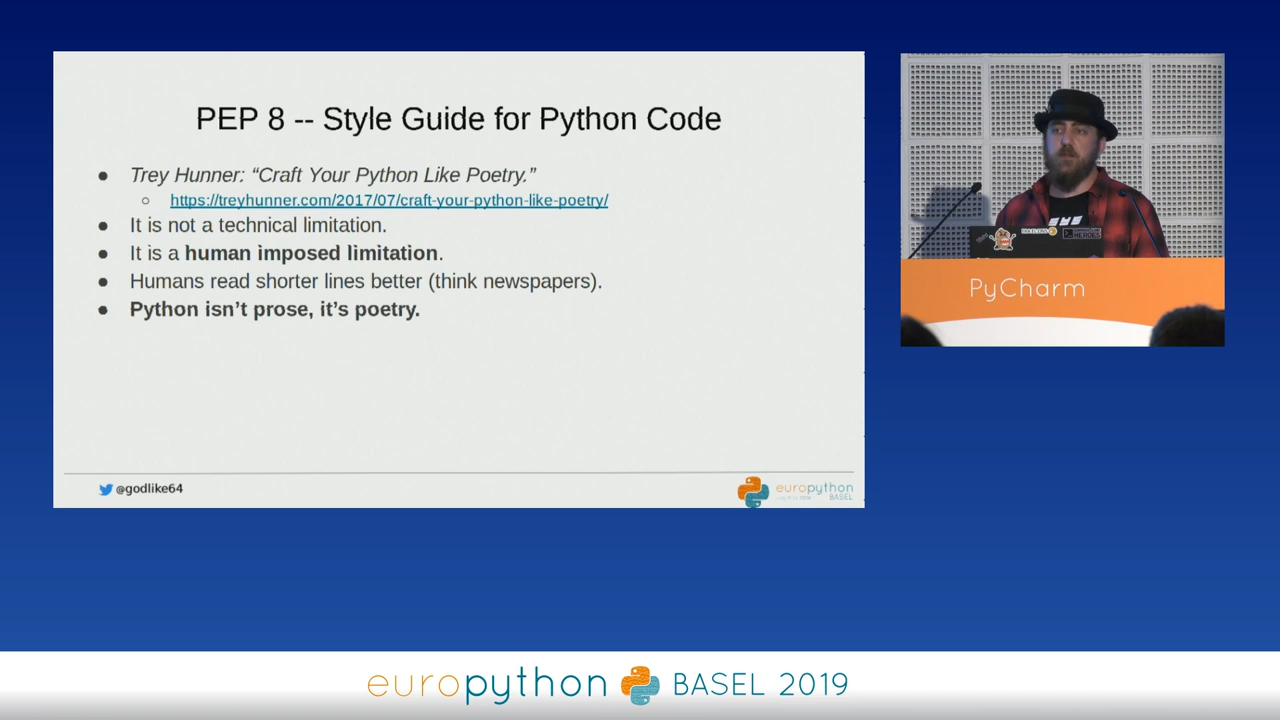 PEP 8 -- Style Guide for Python Code
● Trey Hunner: “Craft Your Python Like Poetry.”
○ https://treyhunner.com/2017/07/craft-your-python-like-poetry/
● It is not a technical limitation.
● It is a human imposed limitation.
● Humans read shorter lines better (think newspapers).
● Python isn’t prose, it’s poetry.
@godlike64
europython
BASEL
HEROES
PyCharm
europython BASEL 2019